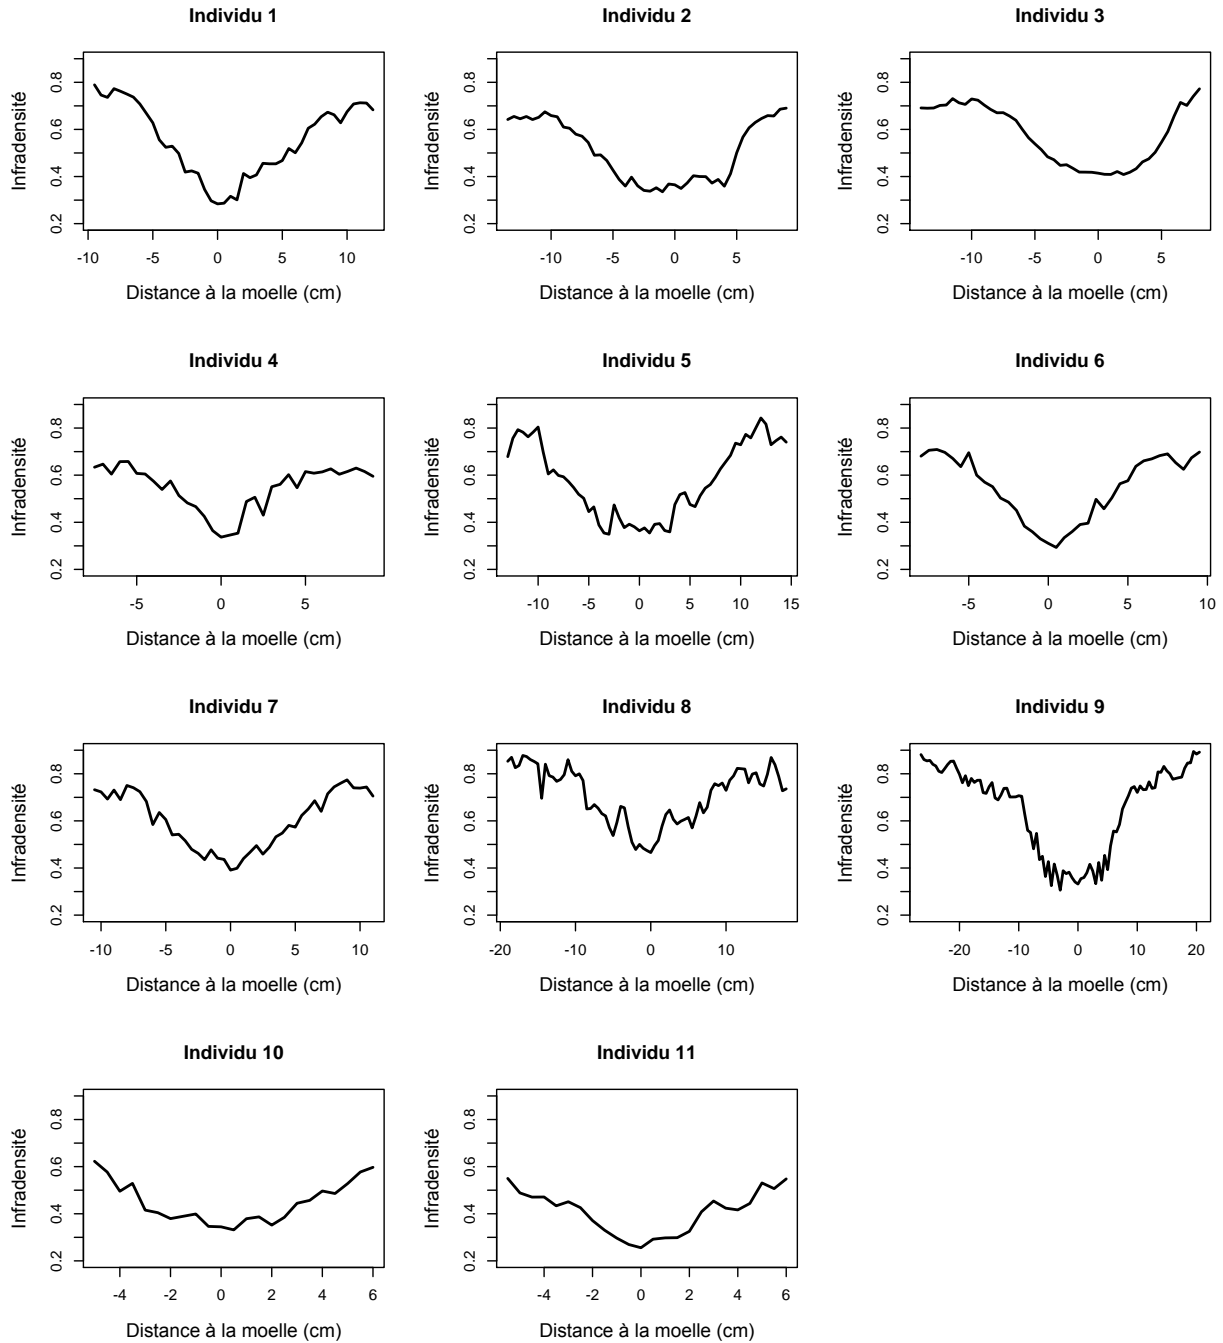 Individu 1
Infradensité
0.2 0.4 0.6 0.8
-10 -5 0 5 10
Distance à la moelle (cm)
Individu 2
Infradensité
0.2 0.4 0.6 0.8
-10 -5 0 5
Distance à la moelle (cm)
Individu 3
Infradensité
0.2 0.4 0.6 0.8
-10 -5 0 5
Distance à la moelle (cm)
Individu 4
Infradensité
0.2 0.4 0.6 0.8
-5 0 5
Distance à la moelle (cm)
Individu 5
Infradensité
0.2 0.4 0.6 0.8
-10 -5 0 5 10 15
Distance à la moelle (cm)
Individu 6
Infradensité
0.2 0.4 0.6 0.8
-5 0 5 10
Distance à la moelle (cm)
Individu 7
Infradensité
0.2 0.4 0.6 0.8
-10 -5 0 5 10
Distance à la moelle (cm)
Individu 8
Infradensité
0.2 0.4 0.6 0.8
-20 -10 0 10
Distance à la moelle (cm)
Individu 9
Infradensité
0.2 0.4 0.6 0.8
-20 -10 0 10 20
Distance à la moelle (cm)
Individu 10
Infradensité
0.2 0.4 0.6 0.8
-4 -2 0 2 4 6
Distance à la moelle (cm)
Individu 11
Infradensité
0.2 0.4 0.6 0.8
-4 -2 0 2 4 6
Distance à la moelle (cm)